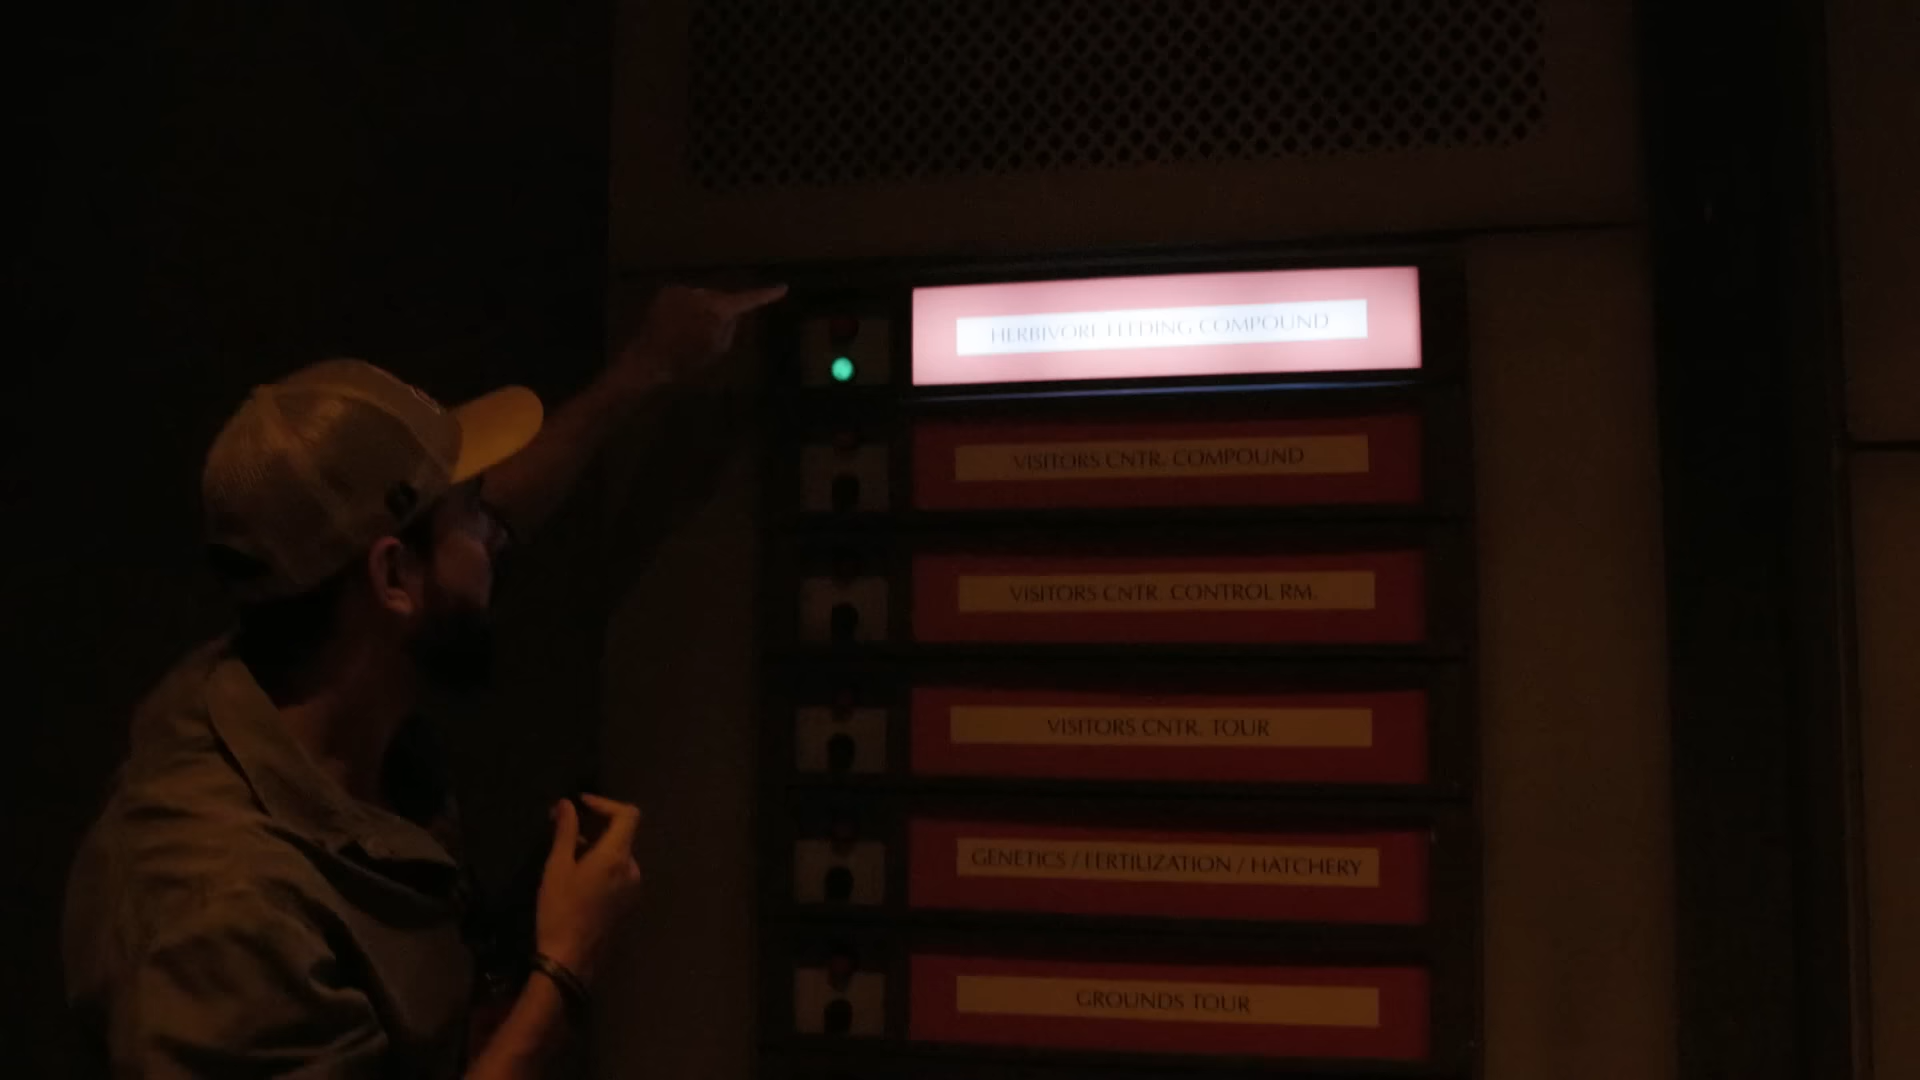 HERBIVORE FEEDING COMPOUND
VISITORS CNTR. COMPOUND
VISITORS CNTR. CONTROL RM.
VISITORS CNTR. TOUR
GENETICS / FERTILIZATION / HATCHERY
GROUNDS TOUR